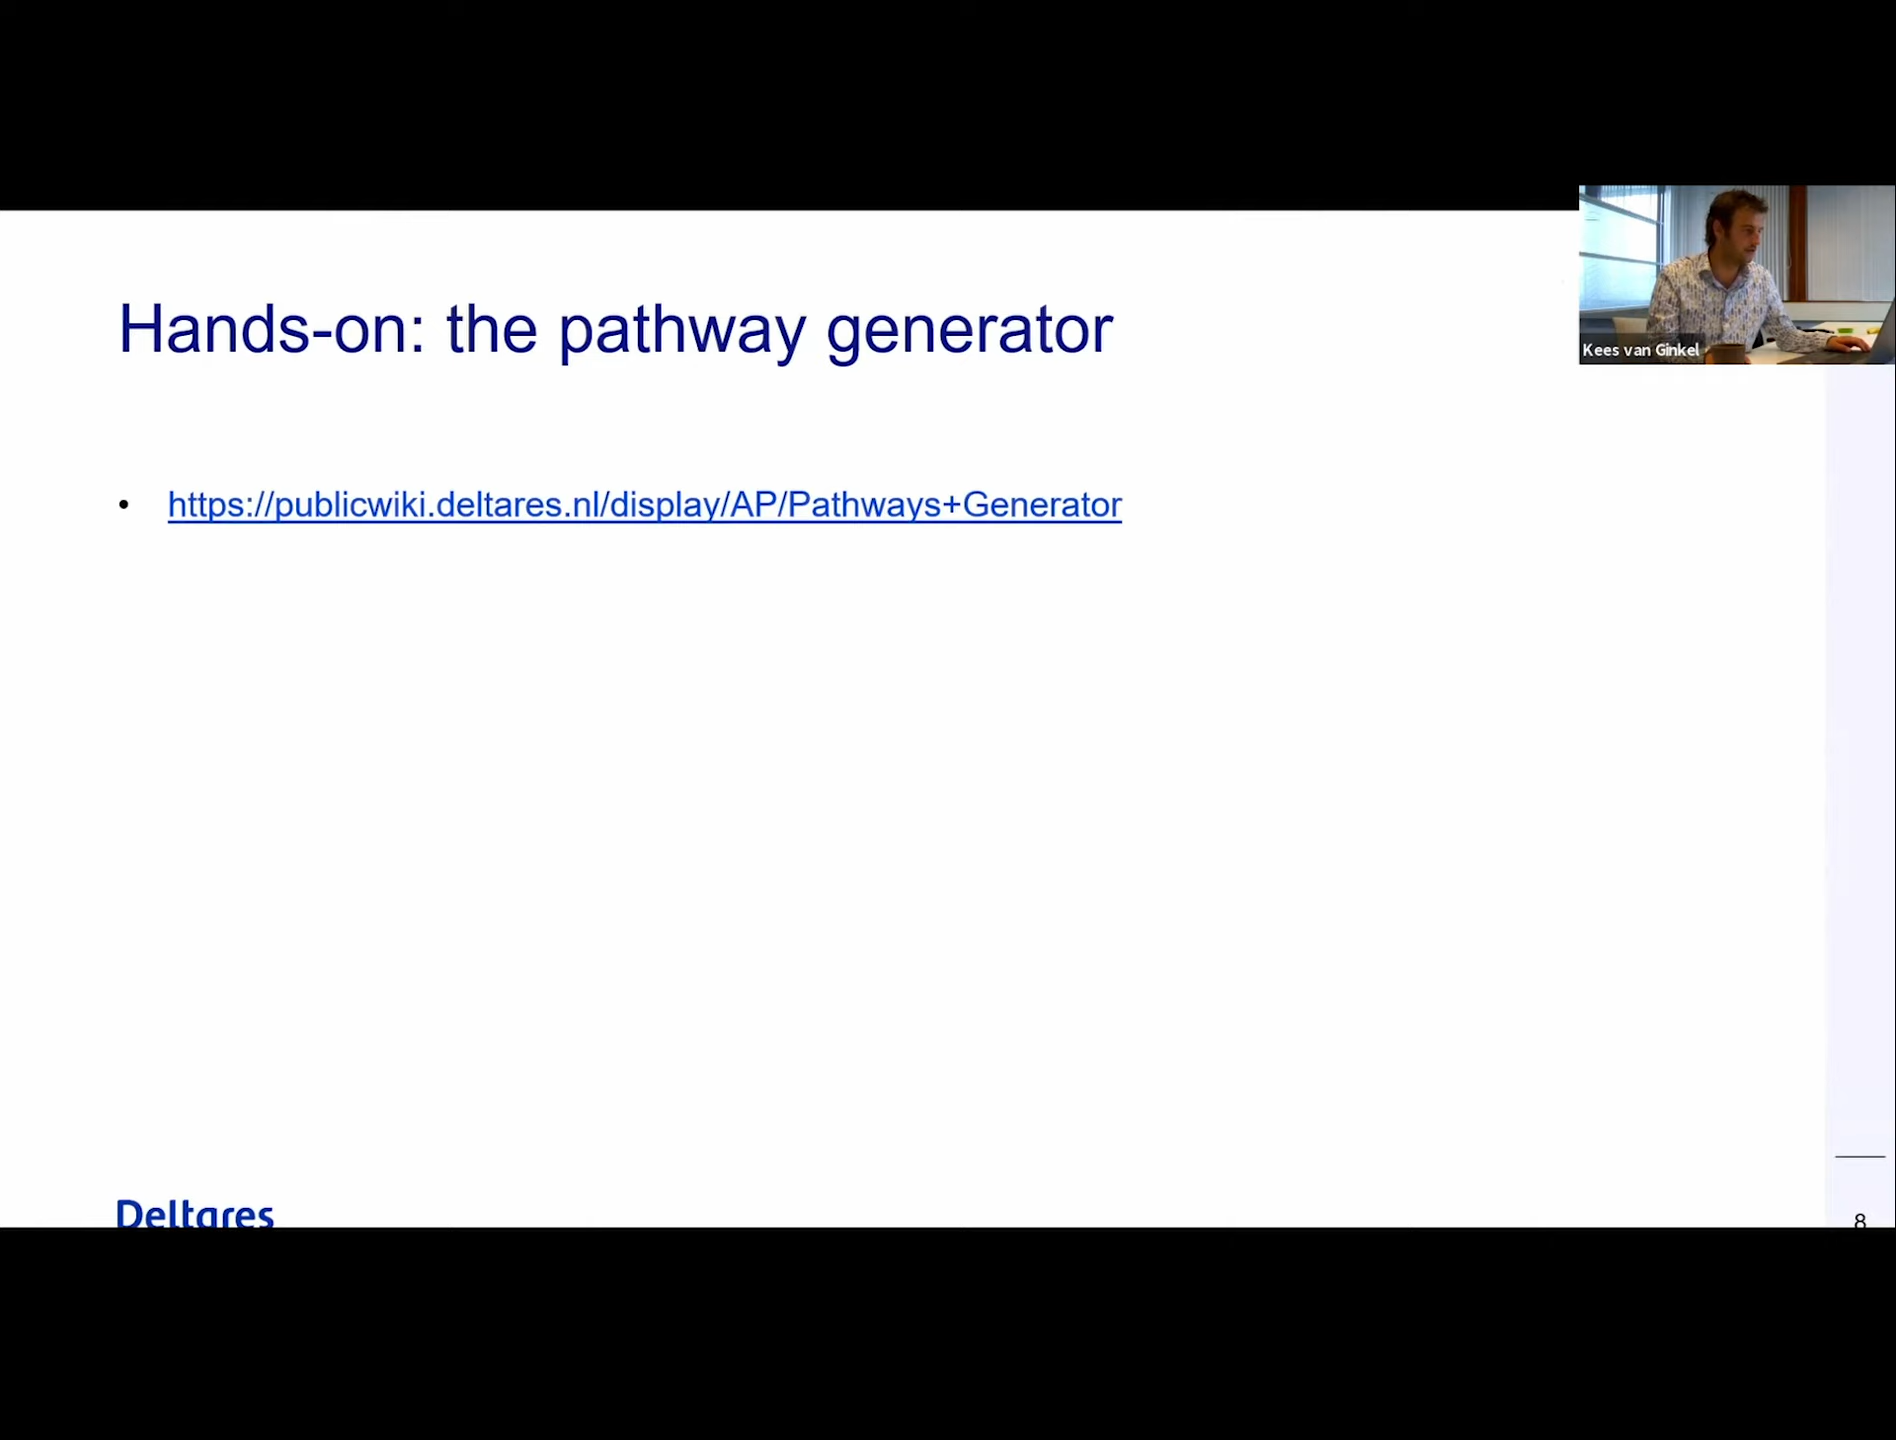 Hands-on: the pathway generator
Kees van Ginkel
• https://publicwiki.deltares.nl/display/AP/Pathways+Generator
Deltares
8